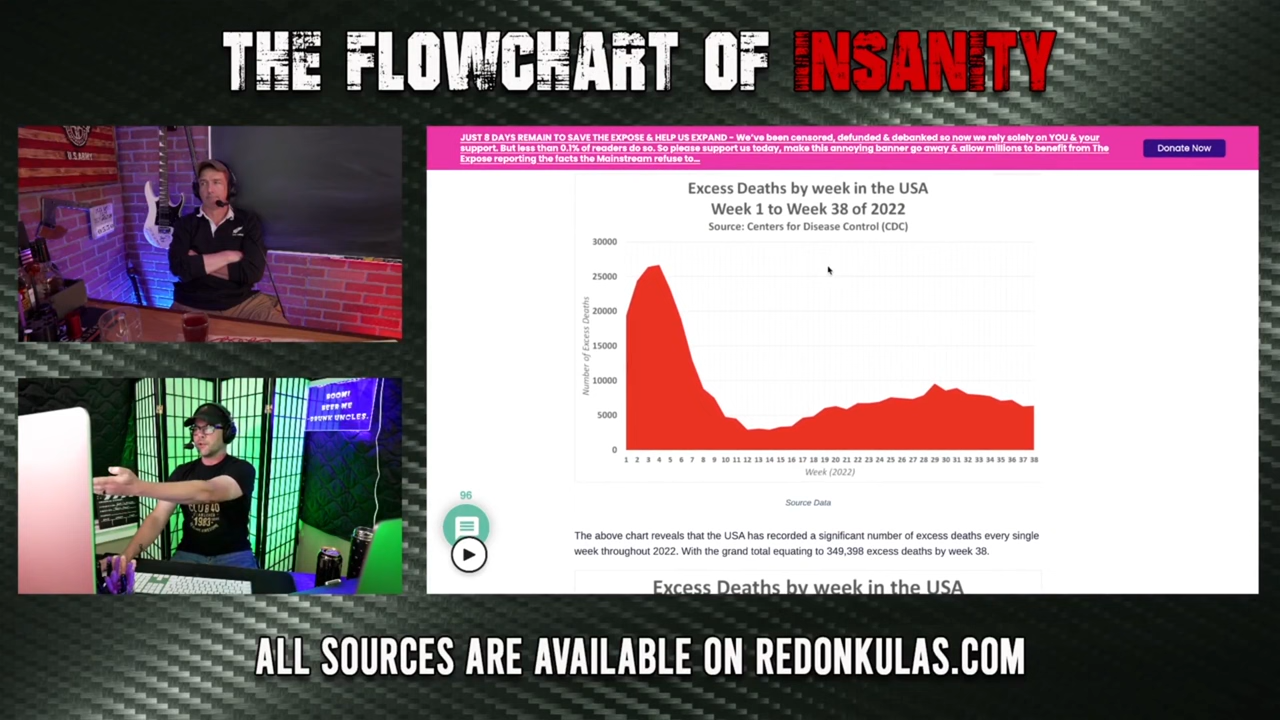 THE FLOWCHART OF INSANITY
U.S. ARMY
JUST 8 DAYS REMAIN TO SAVE THE EXPOSE & HELP US EXPAND - We've been censored, defunded & debanked so now we rely solely on YOU & your
support. But less than 0.1% of readers do so. So please support us today, make this annoying banner go away & allow millions to benefit from The
Expose reporting the facts the Mainstream refuse to...
Donate Now
Excess Deaths by week in the USA
Week 1 to Week 38 of 2022
Source: Centers for Disease Control (CDC)
Number of Excess Deaths
30000
25000
20000
15000
10000
5000
0
1 2 3 4 5 6 7 8 9 10 11 12 13 14 15 16 17 18 19 20 21 22 23 24 25 26 27 28 29 30 31 32 33 34 35 36 37 38
Week (2022)
Source Data
96
The above chart reveals that the USA has recorded a significant number of excess deaths every single
week throughout 2022. With the grand total equating to 349,398 excess deaths by week 38.
Excess Deaths by week in the USA
BOOM!
BEER ME
DRUNK UNCLES.
CLUB 40
1983
ALL SOURCES ARE AVAILABLE ON REDONKULAS.COM